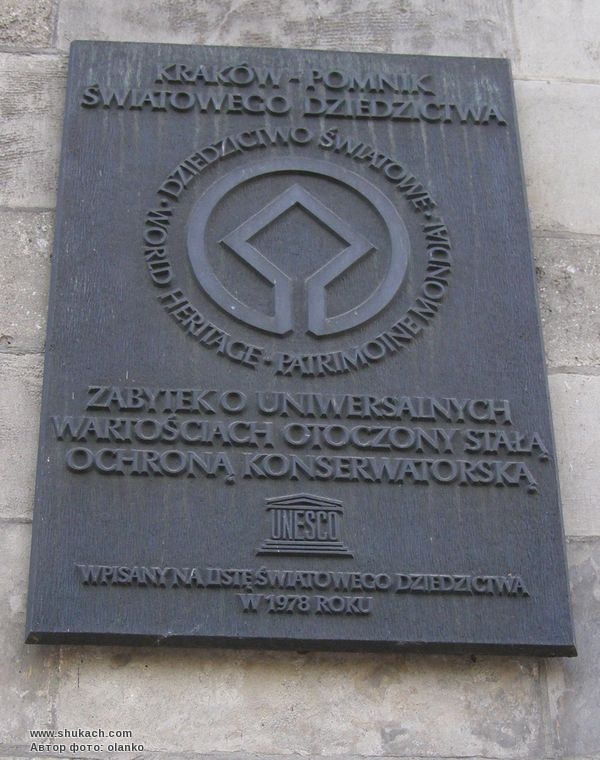 KRAKÓW - POMNIK
ŚWIATOWEGO DZIEDZICTWA
· DZIEDZICTWO ŚWIATOWE · PATRIMOINE MONDIAL · WORLD HERITAGE
ZABYTEK O UNIWERSALNYCH
WARTOŚCIACH OTOCZONY STAŁĄ
OCHRONĄ KONSERWATORSKĄ
UNESCO
WPISANY NA LISTĘ ŚWIATOWEGO DZIEDZICTWA
W 1978 ROKU
www.shukach.com
Автор фото: olanko